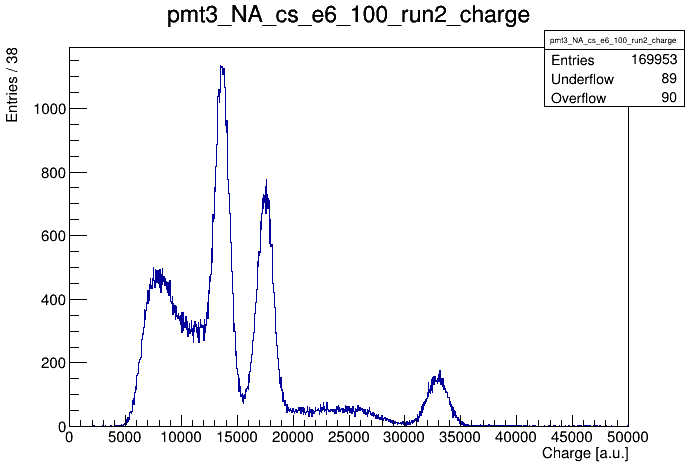 pmt3_NA_cs_e6_100_run2_charge
pmt3_NA_cs_e6_100_run2_charge
Entries 169953
Underflow 89
Overflow 90
Entries / 38
1000
800
600
400
200
0
0 5000 10000 15000 20000 25000 30000 35000 40000 45000 50000
Charge [a.u.]